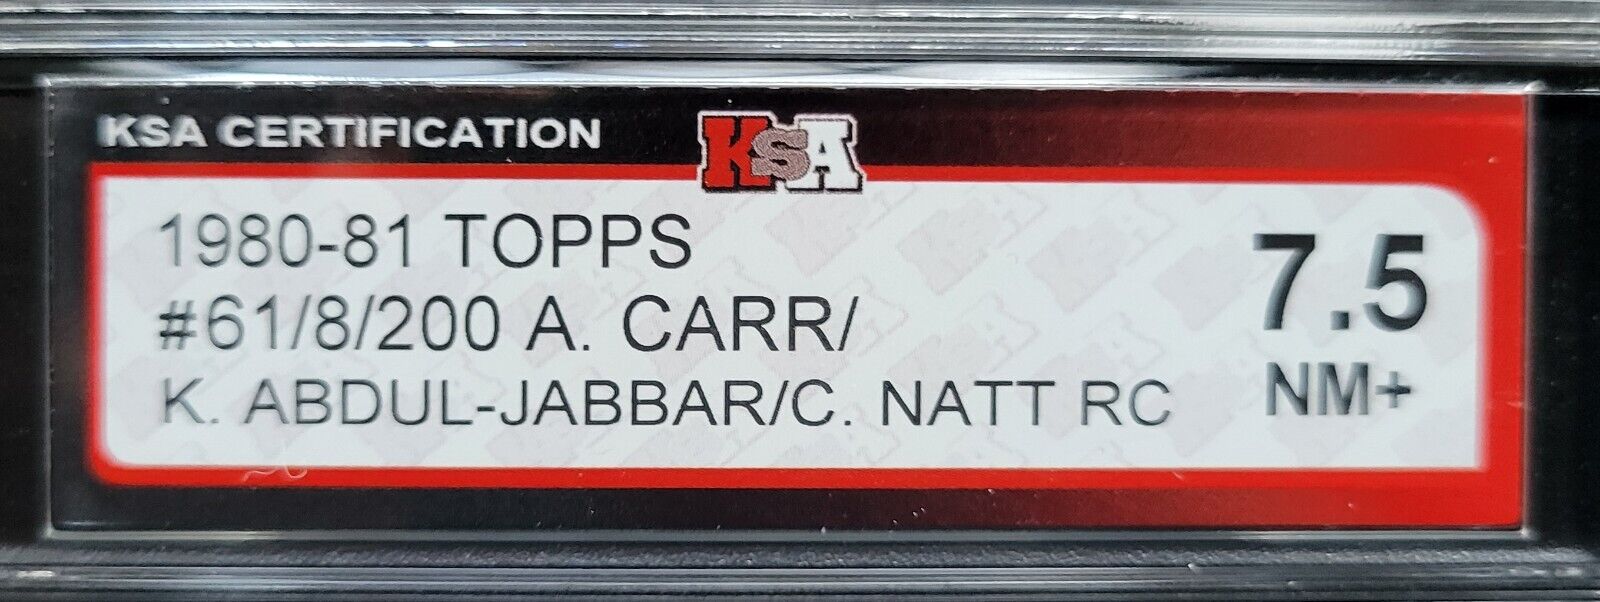 KSA CERTIFICATION
KSA
1980-81 TOPPS
#61/8/200 A. CARR/
K. ABDUL-JABBAR/C. NATT RC
7.5
NM+